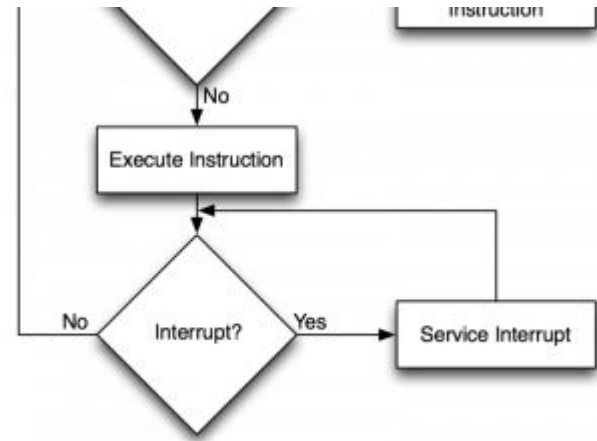 Instruction
No
Execute Instruction
No
Interrupt?
Yes
Service Interrupt